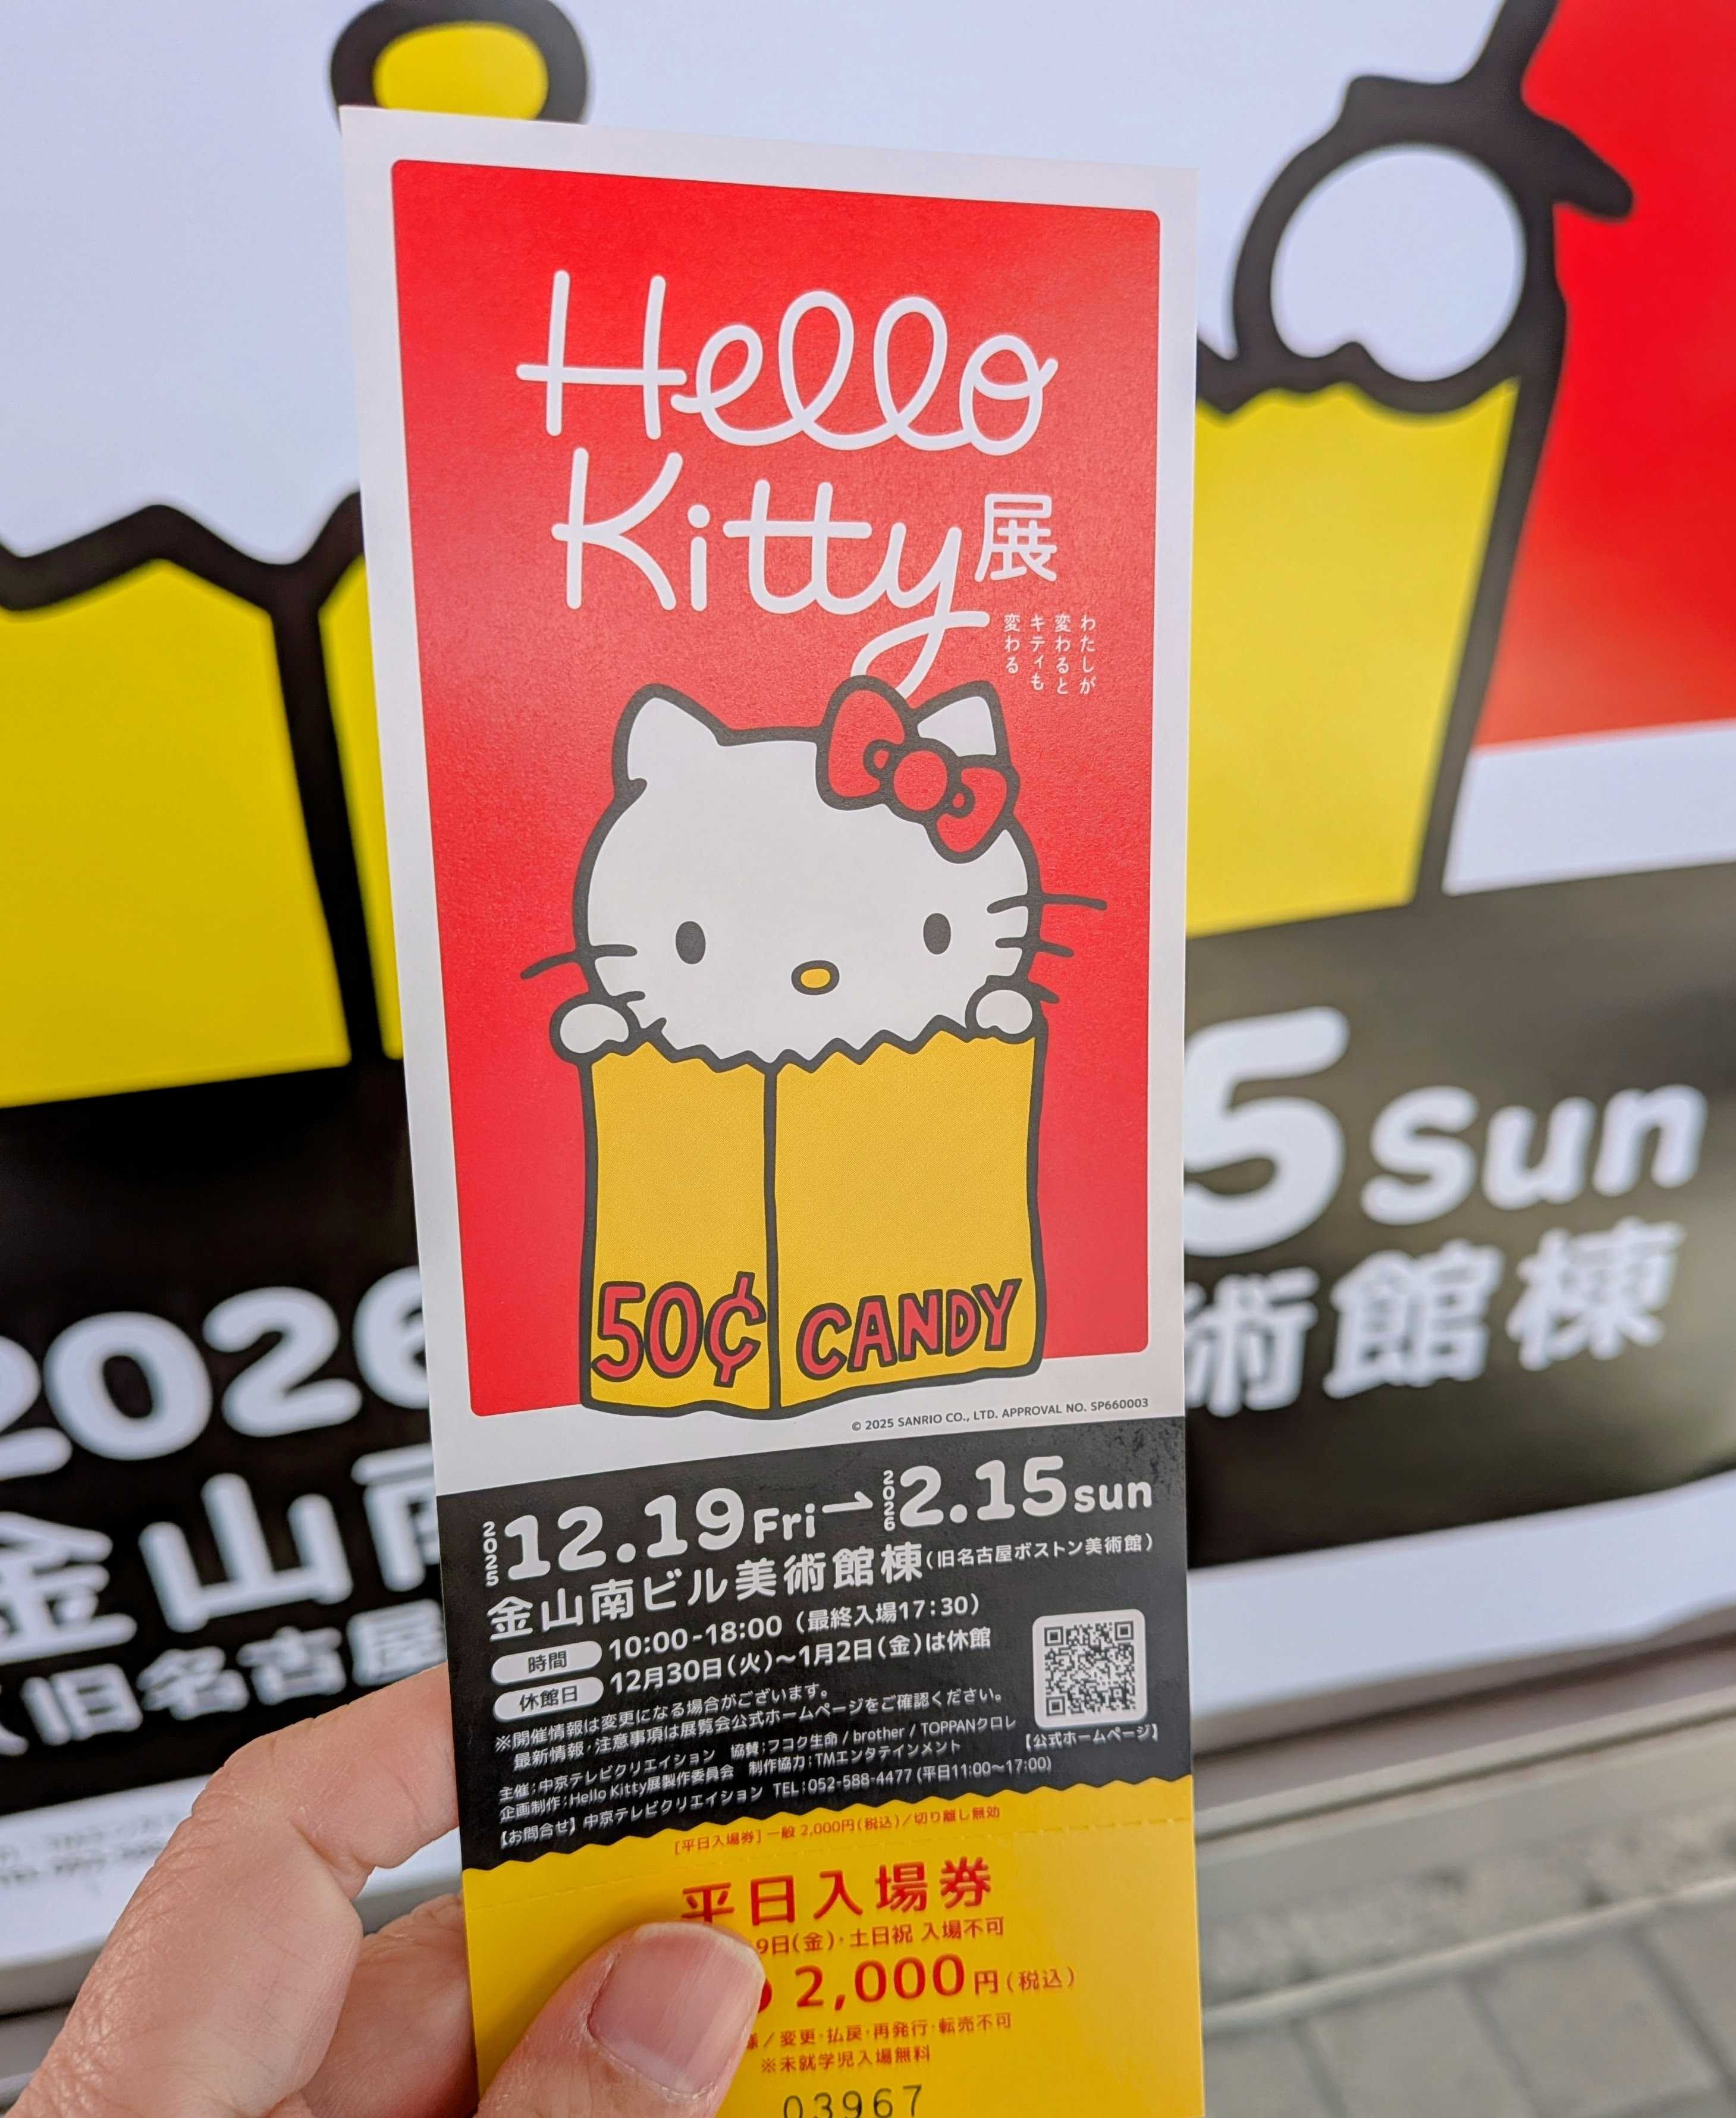 Hello
Kitty展
わたしが
変わると
キティも
変わる
50¢ CANDY
© 2025 SANRIO CO., LTD. APPROVAL NO. SP660003
2025 12.19 Fri→2026 2.15 sun
金山南ビル美術館棟(旧名古屋ボストン美術館)
時間 10:00-18:00(最終入場17:30)
休館日 12月30日(火)~1月2日(金)は休館
※開催情報は変更になる場合がございます。
最新情報・注意事項は展覧会公式ホームページをご確認ください。
【公式ホームページ】
主催:中京テレビクリエイション 協賛:フコク生命 / brother / TOPPANクロレ
企画制作:Hello Kitty展製作委員会 制作協力:TMエンタテインメント
【お問合せ】中京テレビクリエイション TEL:052-588-4477 (平日11:00~17:00)
[平日入場券] 一般 2,000円(税込)/切り離し無効
平日入場券
9日(金)・土日祝 入場不可
2,000円(税込)
様/変更・払戻・再発行・転売不可
※未就学児入場無料
03967
2026
金山南
(旧名古屋
5 sun
術館棟